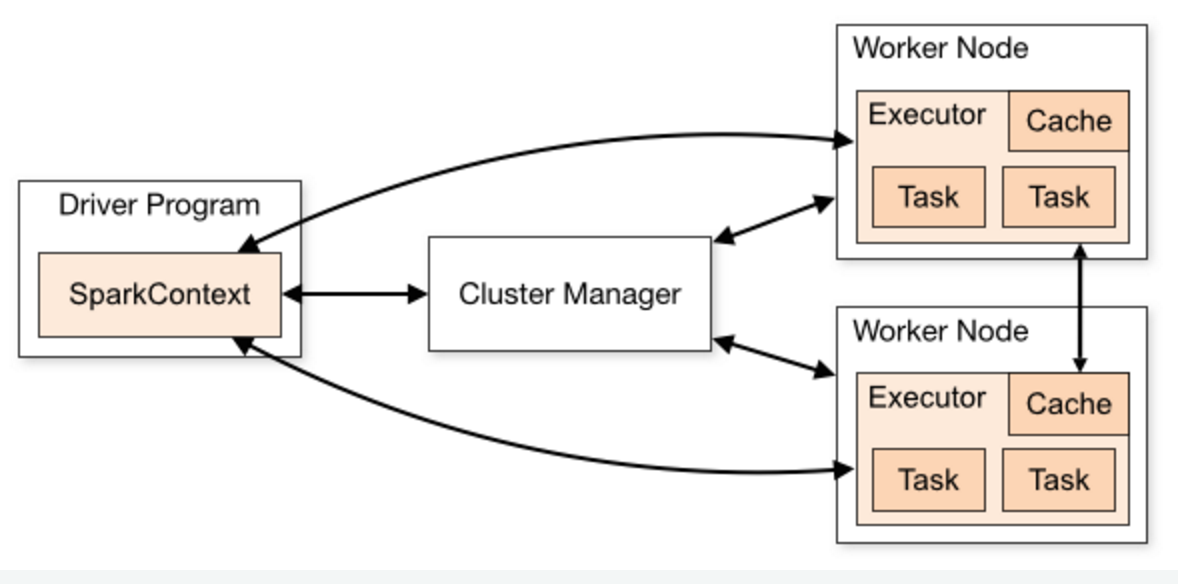 Driver Program
SparkContext
Cluster Manager
Worker Node
Executor
Cache
Task
Task
Worker Node
Executor
Cache
Task
Task